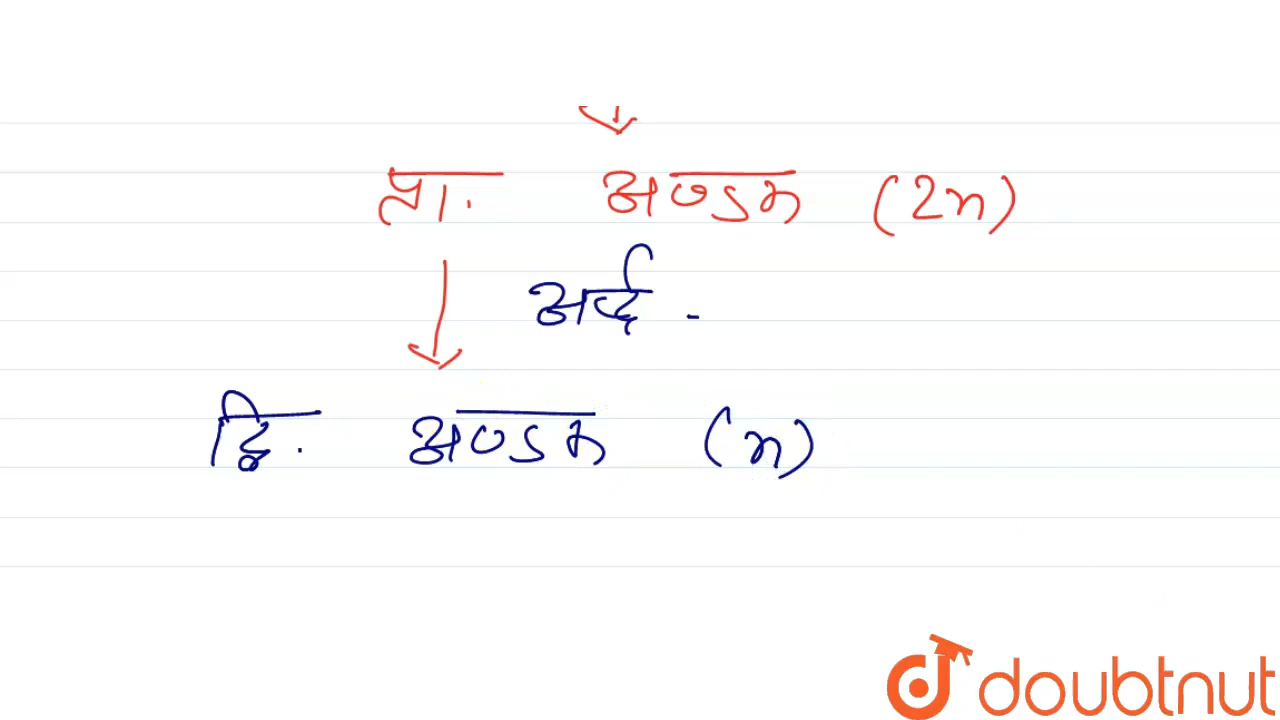 प्रा. अण्डक (2n)
अर्द्ध.
द्वि. अण्डक (n)
doubtnut